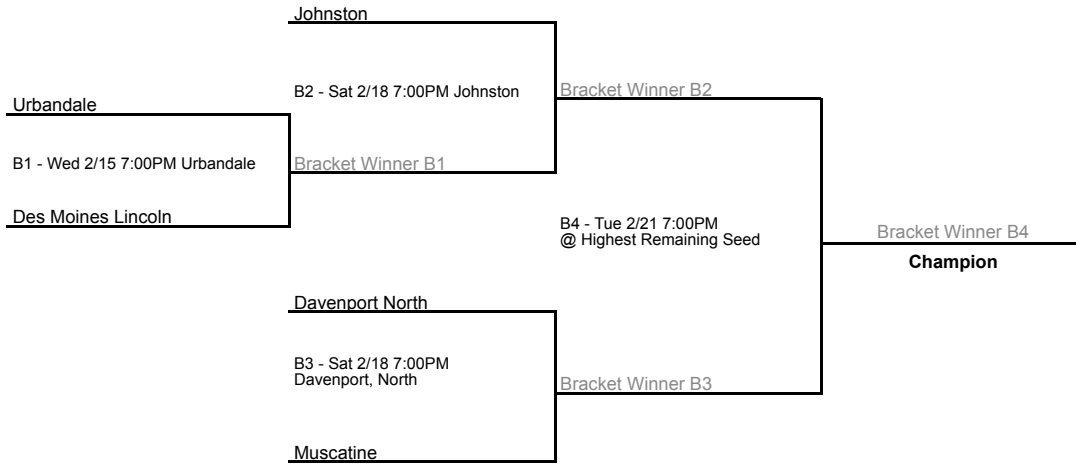 Johnston
B2 - Sat 2/18 7:00PM Johnston
Bracket Winner B2
Urbandale
B1 - Wed 2/15 7:00PM Urbandale
Bracket Winner B1
Des Moines Lincoln
B4 - Tue 2/21 7:00PM
@ Highest Remaining Seed
Bracket Winner B4
Champion
Davenport North
B3 - Sat 2/18 7:00PM
Davenport, North
Bracket Winner B3
Muscatine